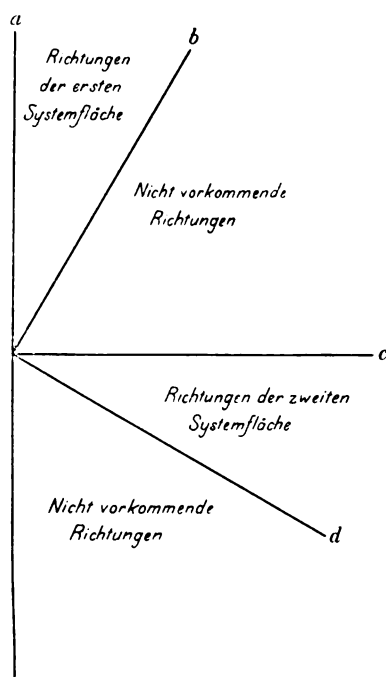 a
b
Richtungen
der ersten
Systemfläche
Nicht vorkommende
Richtungen
c
Richtungen der zweiten
Systemfläche
Nicht vorkommende
Richtungen
d